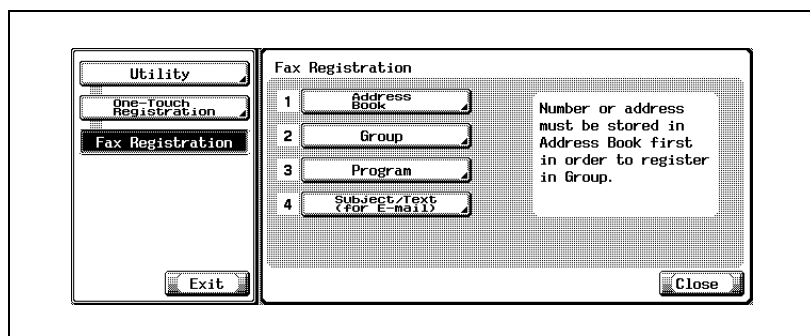 Utility
One-Touch
Registration
Fax Registration
Exit
Fax Registration
1 Address
Book
2 Group
3 Program
4 Subject/Text
(for E-mail)
Number or address
must be stored in
Address Book first
in order to register
in Group.
Close